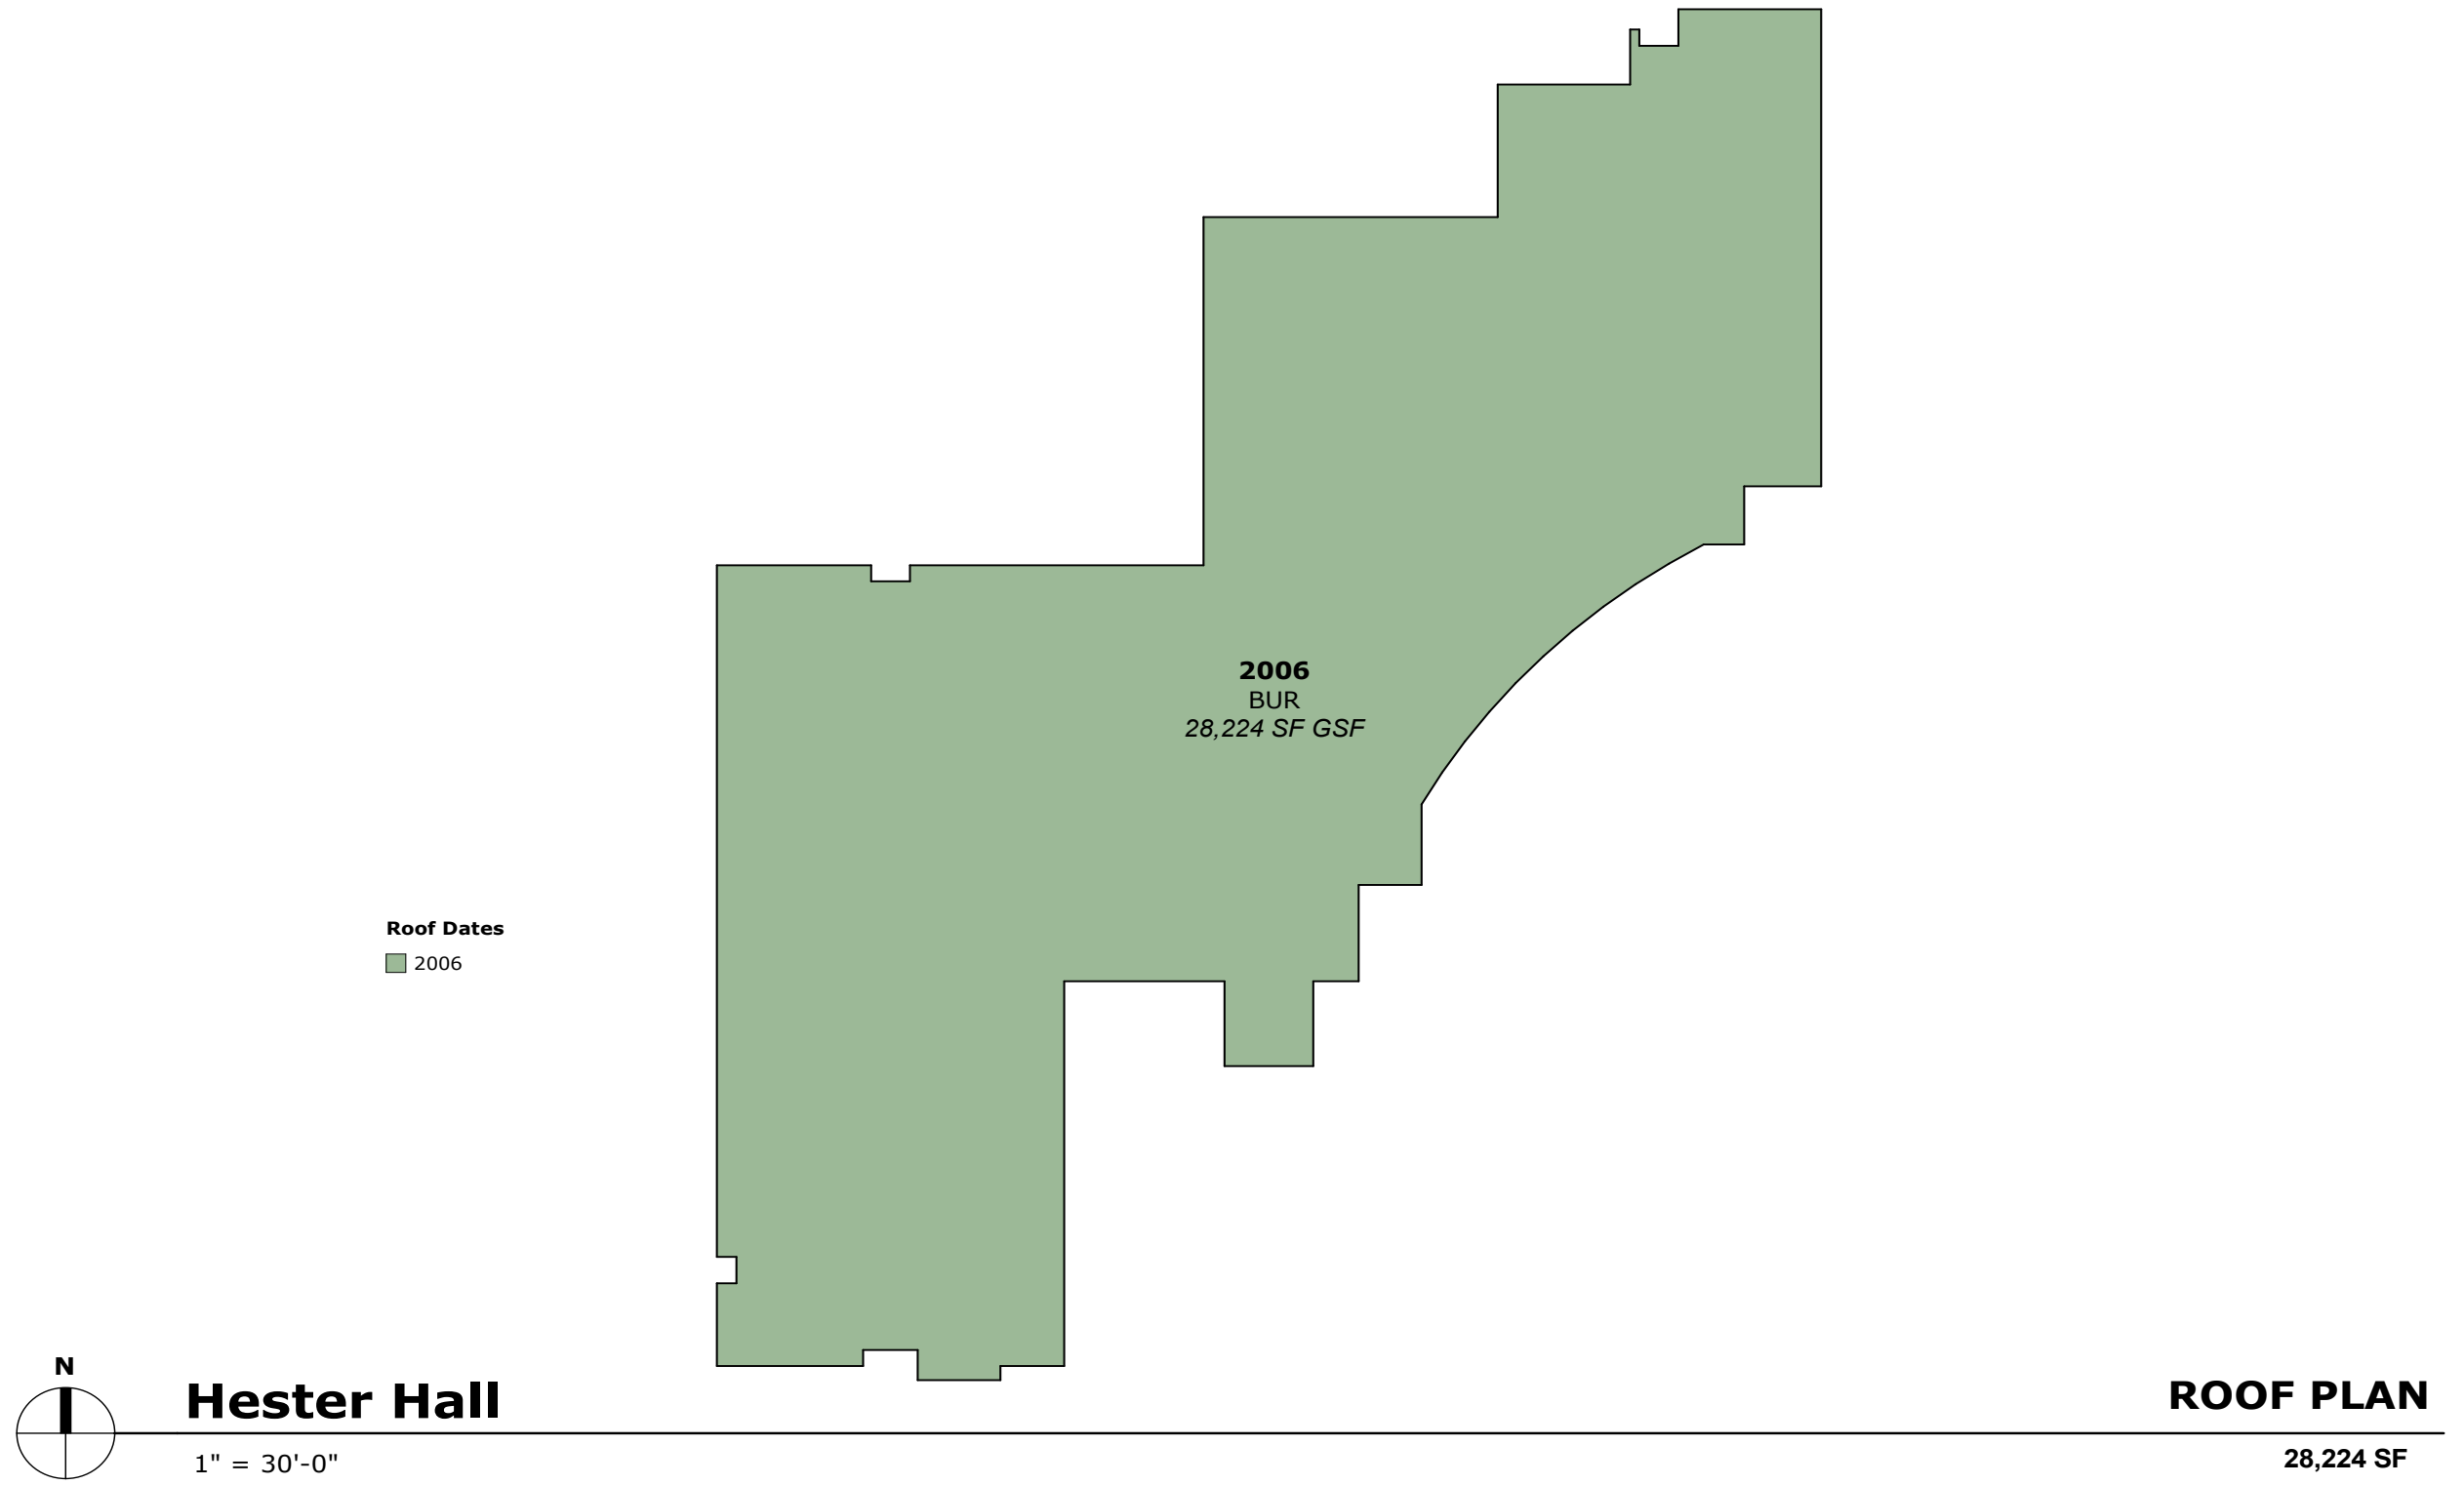 2006
BUR
28,224 SF GSF
Roof Dates
2006
N
Hester Hall
ROOF PLAN
1" = 30'-0"
28,224 SF